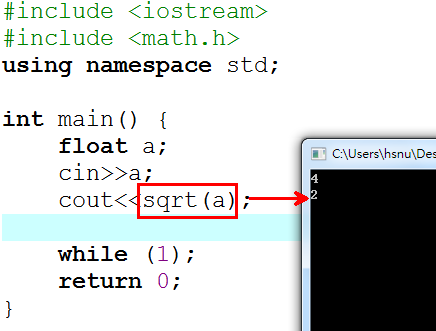 #include <iostream>
#include <math.h>
using namespace std;
int main() {
float a;
cin>>a;
cout<<sqrt(a);
while (1);
return 0;
}
C:\Users\hsnu\Des
4
2